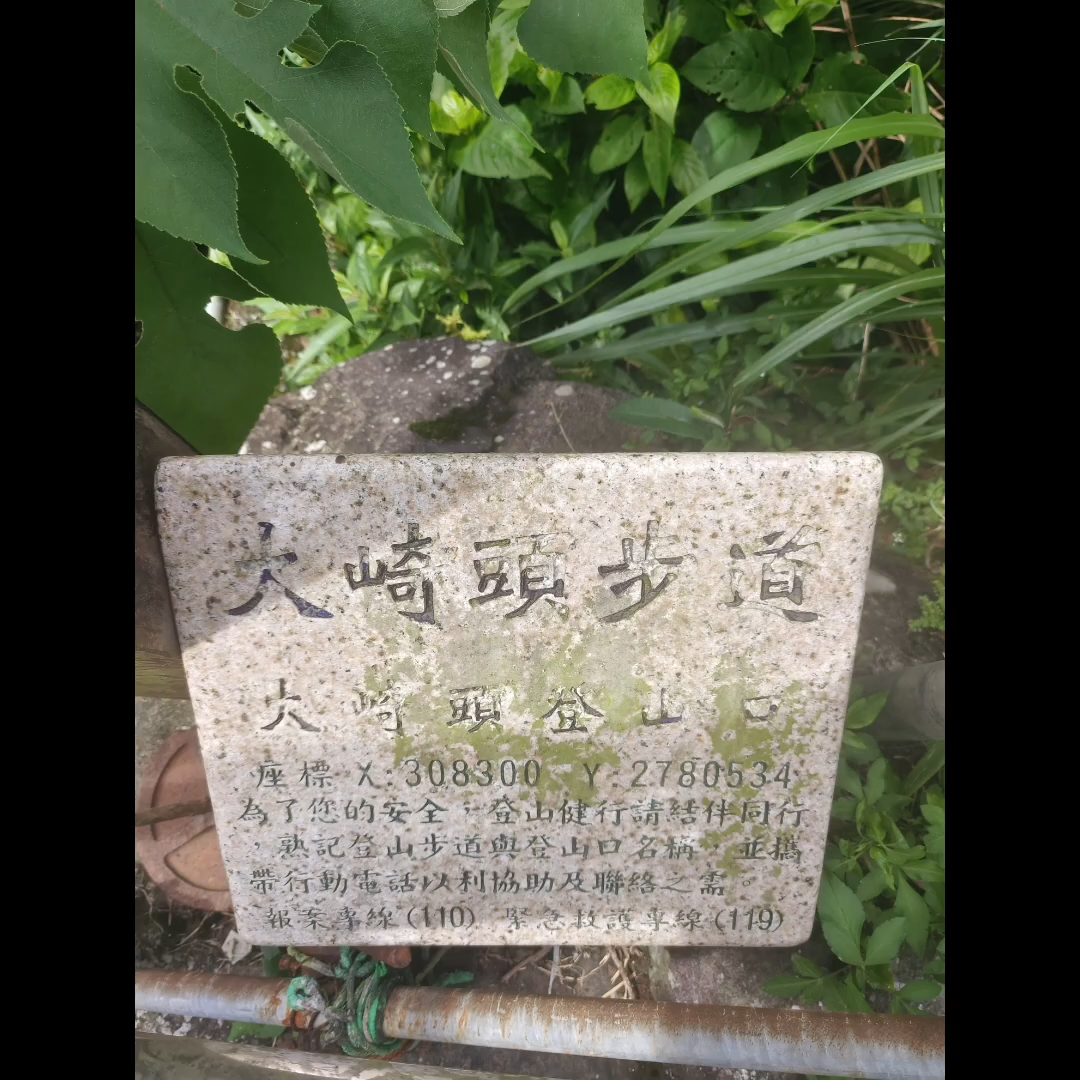 大崎頭步道
大崎頭登山口
座標 X:308300 Y:2780534
為了您的安全,登山健行請結伴同行
,熟記登山步道與登山口名稱,並攜
帶行動電話以利協助及聯絡之需。
報案專線(110) 緊急救護專線(119)